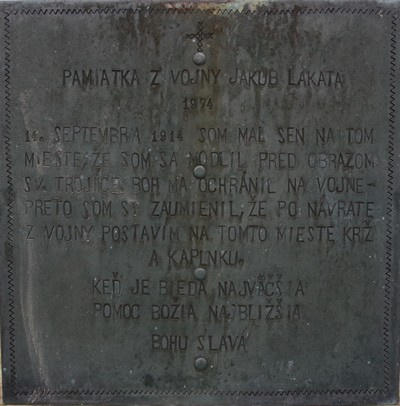 PAMIATKA Z VOJNY JAKUB LAKATA
1974
14. SEPTEMBRA 1914 SOM MAL SEN NA TOM
MIESTE, ŽE SOM SA MODLIL PRED OBRAZOM
SV. TROJICE. BOH MA OCHRÁNIL NA VOJNE-
PRETO SOM SI ZAUMIENIL, ŽE PO NÁVRATE
Z VOJNY POSTAVÍM NA TOMTO MIESTE KRÍŽ
A KAPLNKU.
KEĎ JE BIEDA NAJVÄČŠIA
POMOC BOŽIA NAJBLIŽŠIA
BOHU SLÁVA